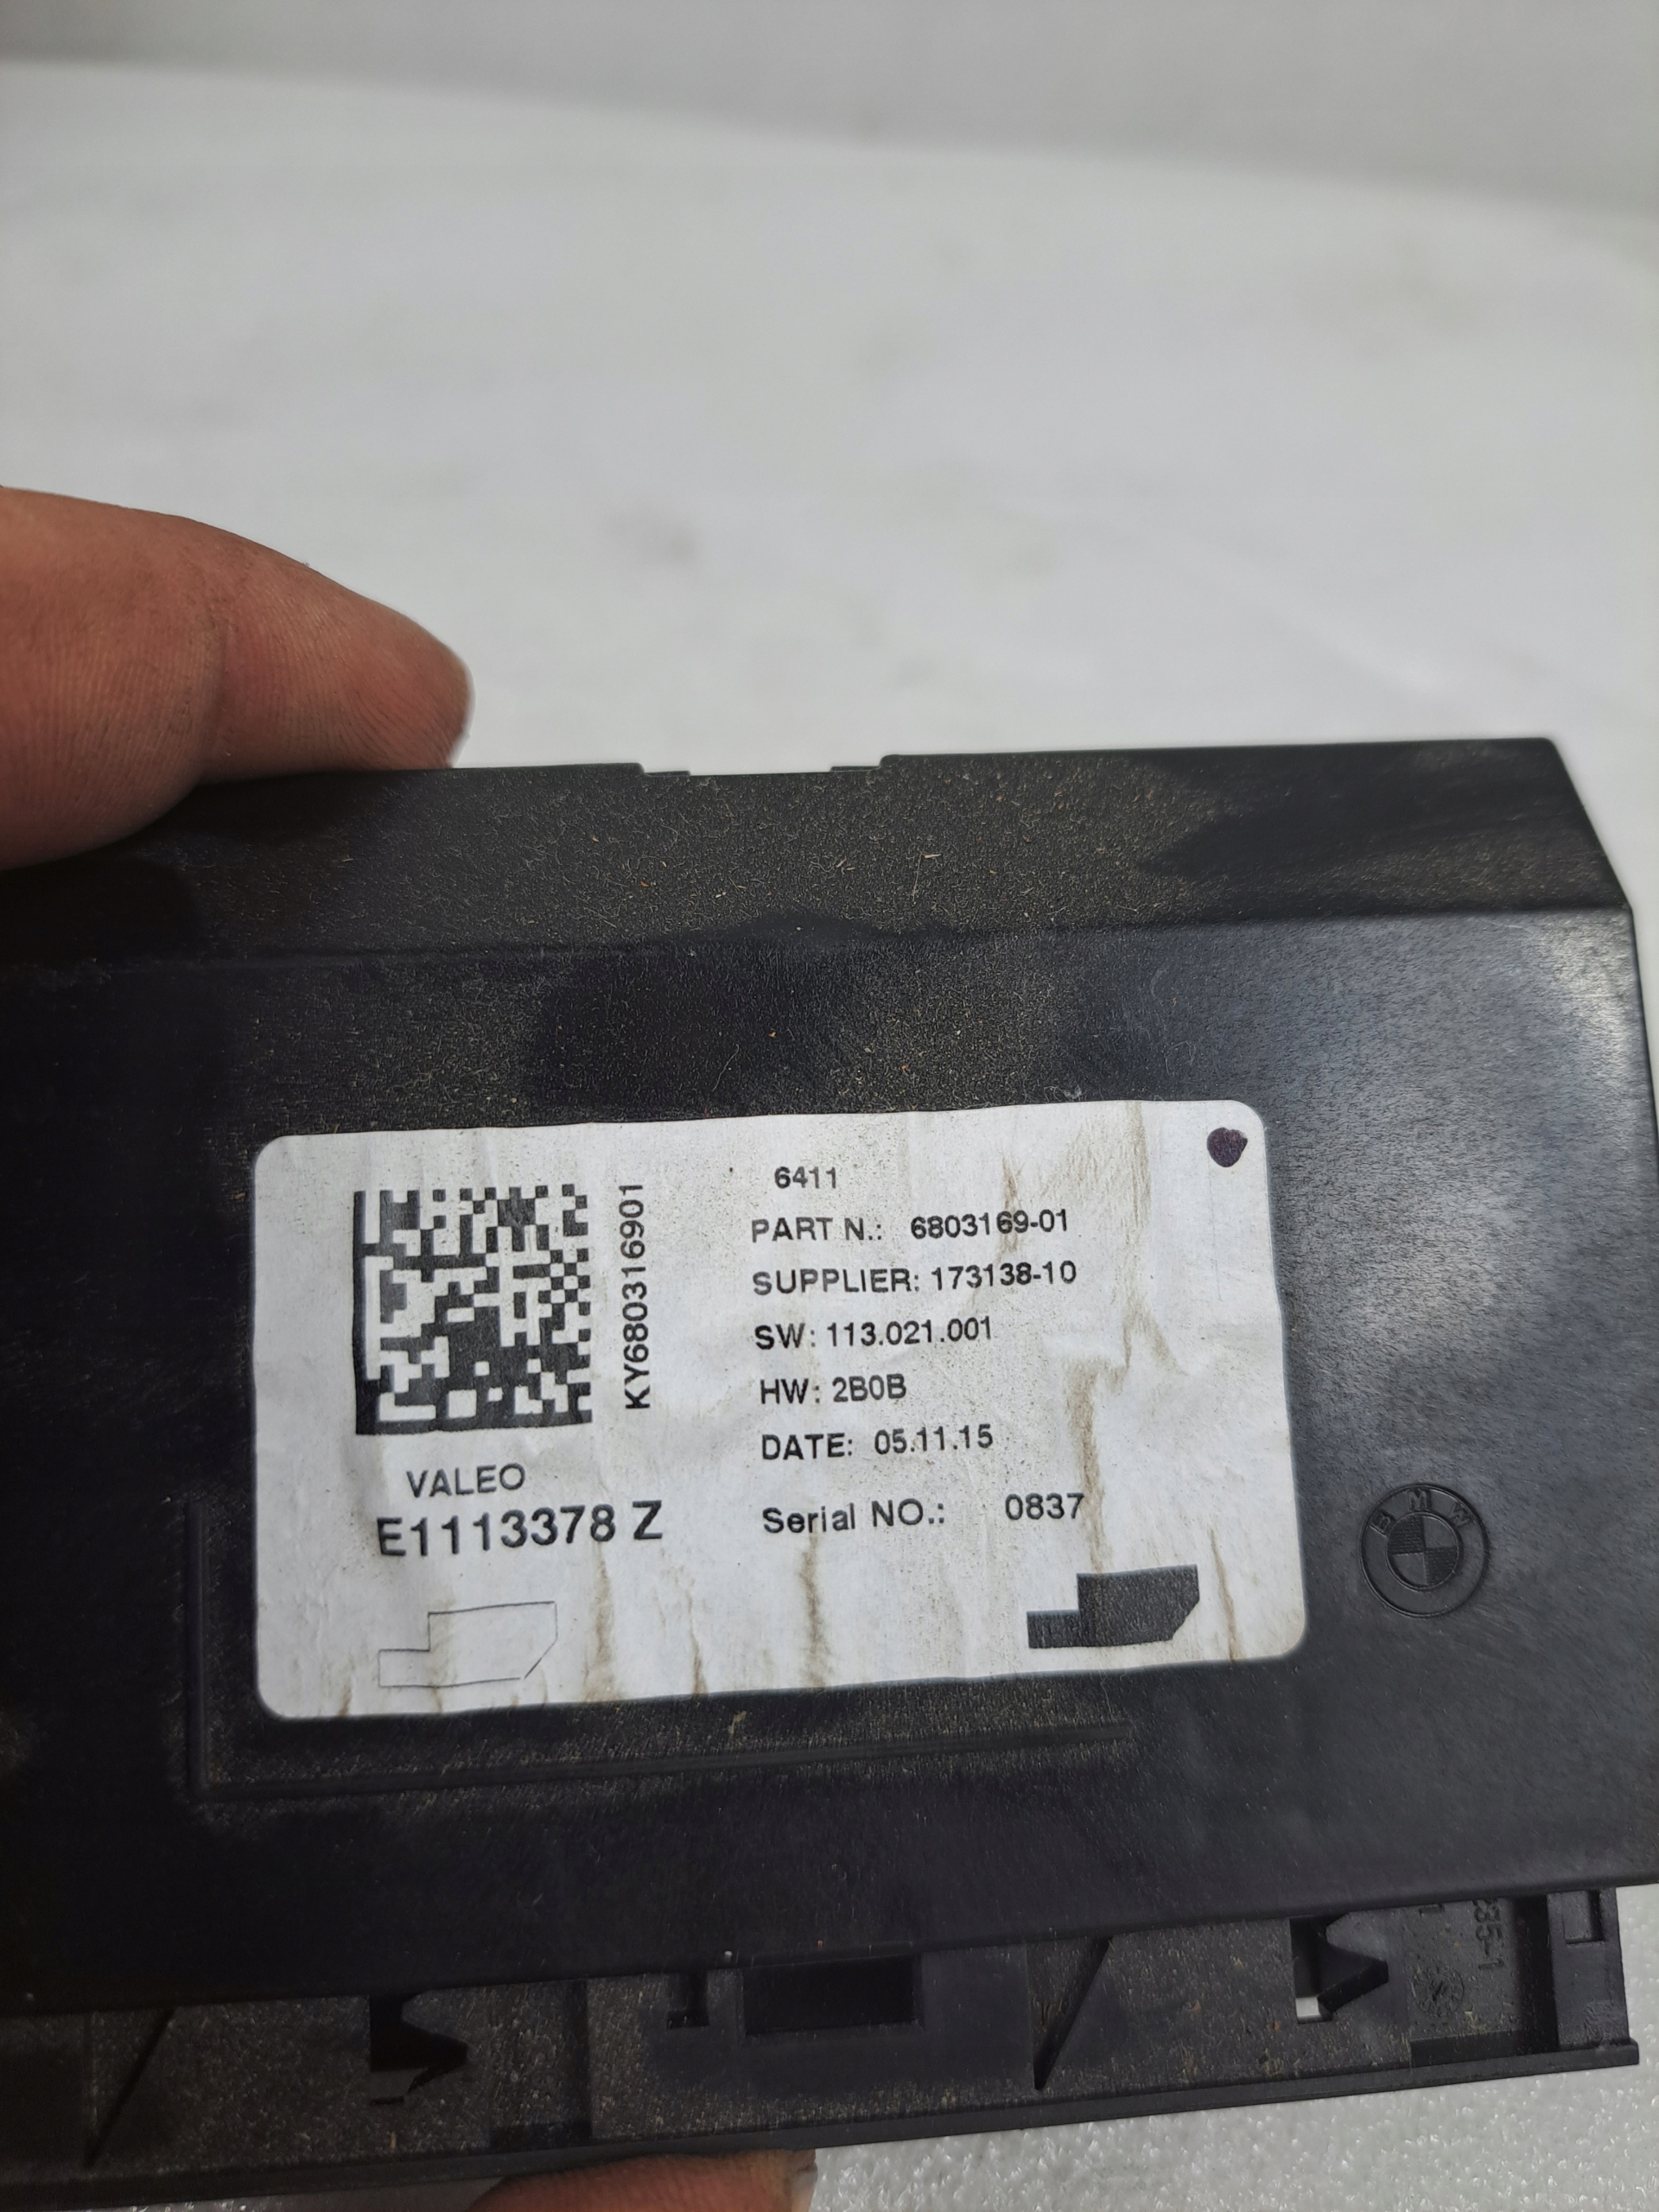 6411
PART N.: 6803169-01
SUPPLIER: 173138-10
SW: 113.021.001
HW: 2B0B
DATE: 05.11.15
Serial NO.: 0837
KY680316901
VALEO
E1113378 Z
BMW